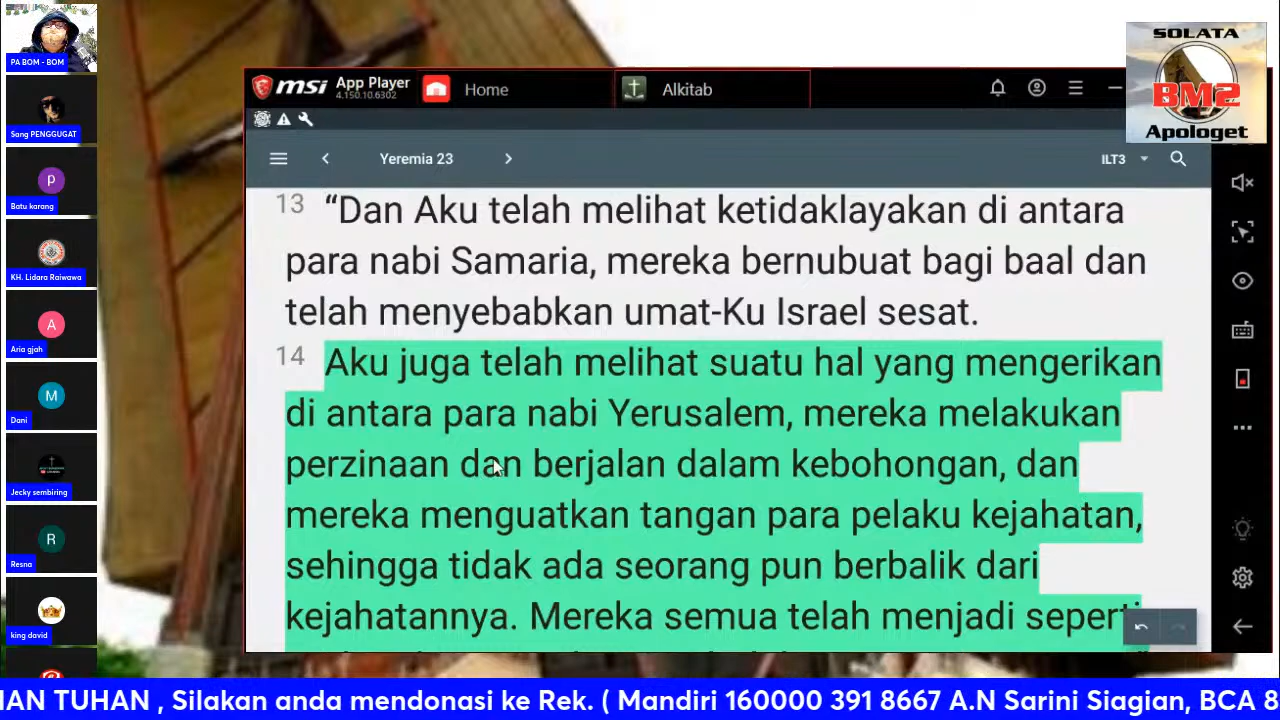 PA BOM - BOM
Sang PENGGUGAT
P
Batu karang
KH. Lidara Raiwawa
A
Aria gjah
M
Dani
Jecky sembiring
R
Resna
king david
msi App Player
4.150.10.6302
Home
Alkitab
SOLATA
BM2
Apologet
Yeremia 23
ILT3
13 “Dan Aku telah melihat ketidaklayakan di antara
para nabi Samaria, mereka bernubuat bagi baal dan
telah menyebabkan umat-Ku Israel sesat.
14 Aku juga telah melihat suatu hal yang mengerikan
di antara para nabi Yerusalem, mereka melakukan
perzinaan dan berjalan dalam kebohongan, dan
mereka menguatkan tangan para pelaku kejahatan,
sehingga tidak ada seorang pun berbalik dari
kejahatannya. Mereka semua telah menjadi seperti
IAN TUHAN , Silakan anda mendonasi ke Rek. ( Mandiri 160000 391 8667 A.N Sarini Siagian, BCA 8